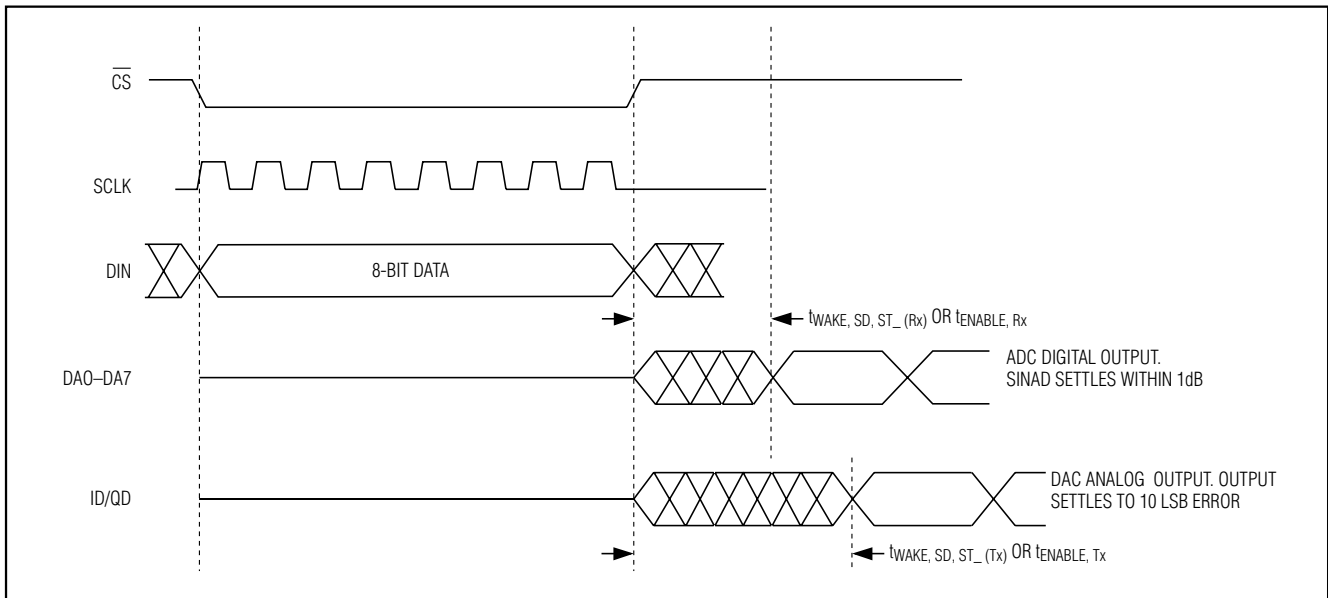 CS
SCLK
DIN
8-BIT DATA
tWAKE, SD, ST_ (Rx) OR tENABLE, Rx
DA0–DA7
ADC DIGITAL OUTPUT.
SINAD SETTLES WITHIN 1dB
ID/QD
DAC ANALOG OUTPUT. OUTPUT
SETTLES TO 10 LSB ERROR
tWAKE, SD, ST_ (Tx) OR tENABLE, Tx